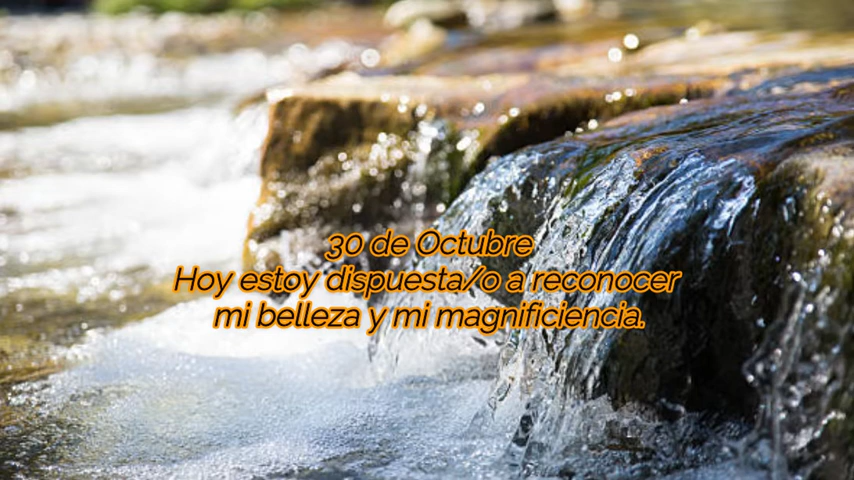 30 de Octubre
Hoy estoy dispuesta/o a reconocer
mi belleza y mi magnificiencia.